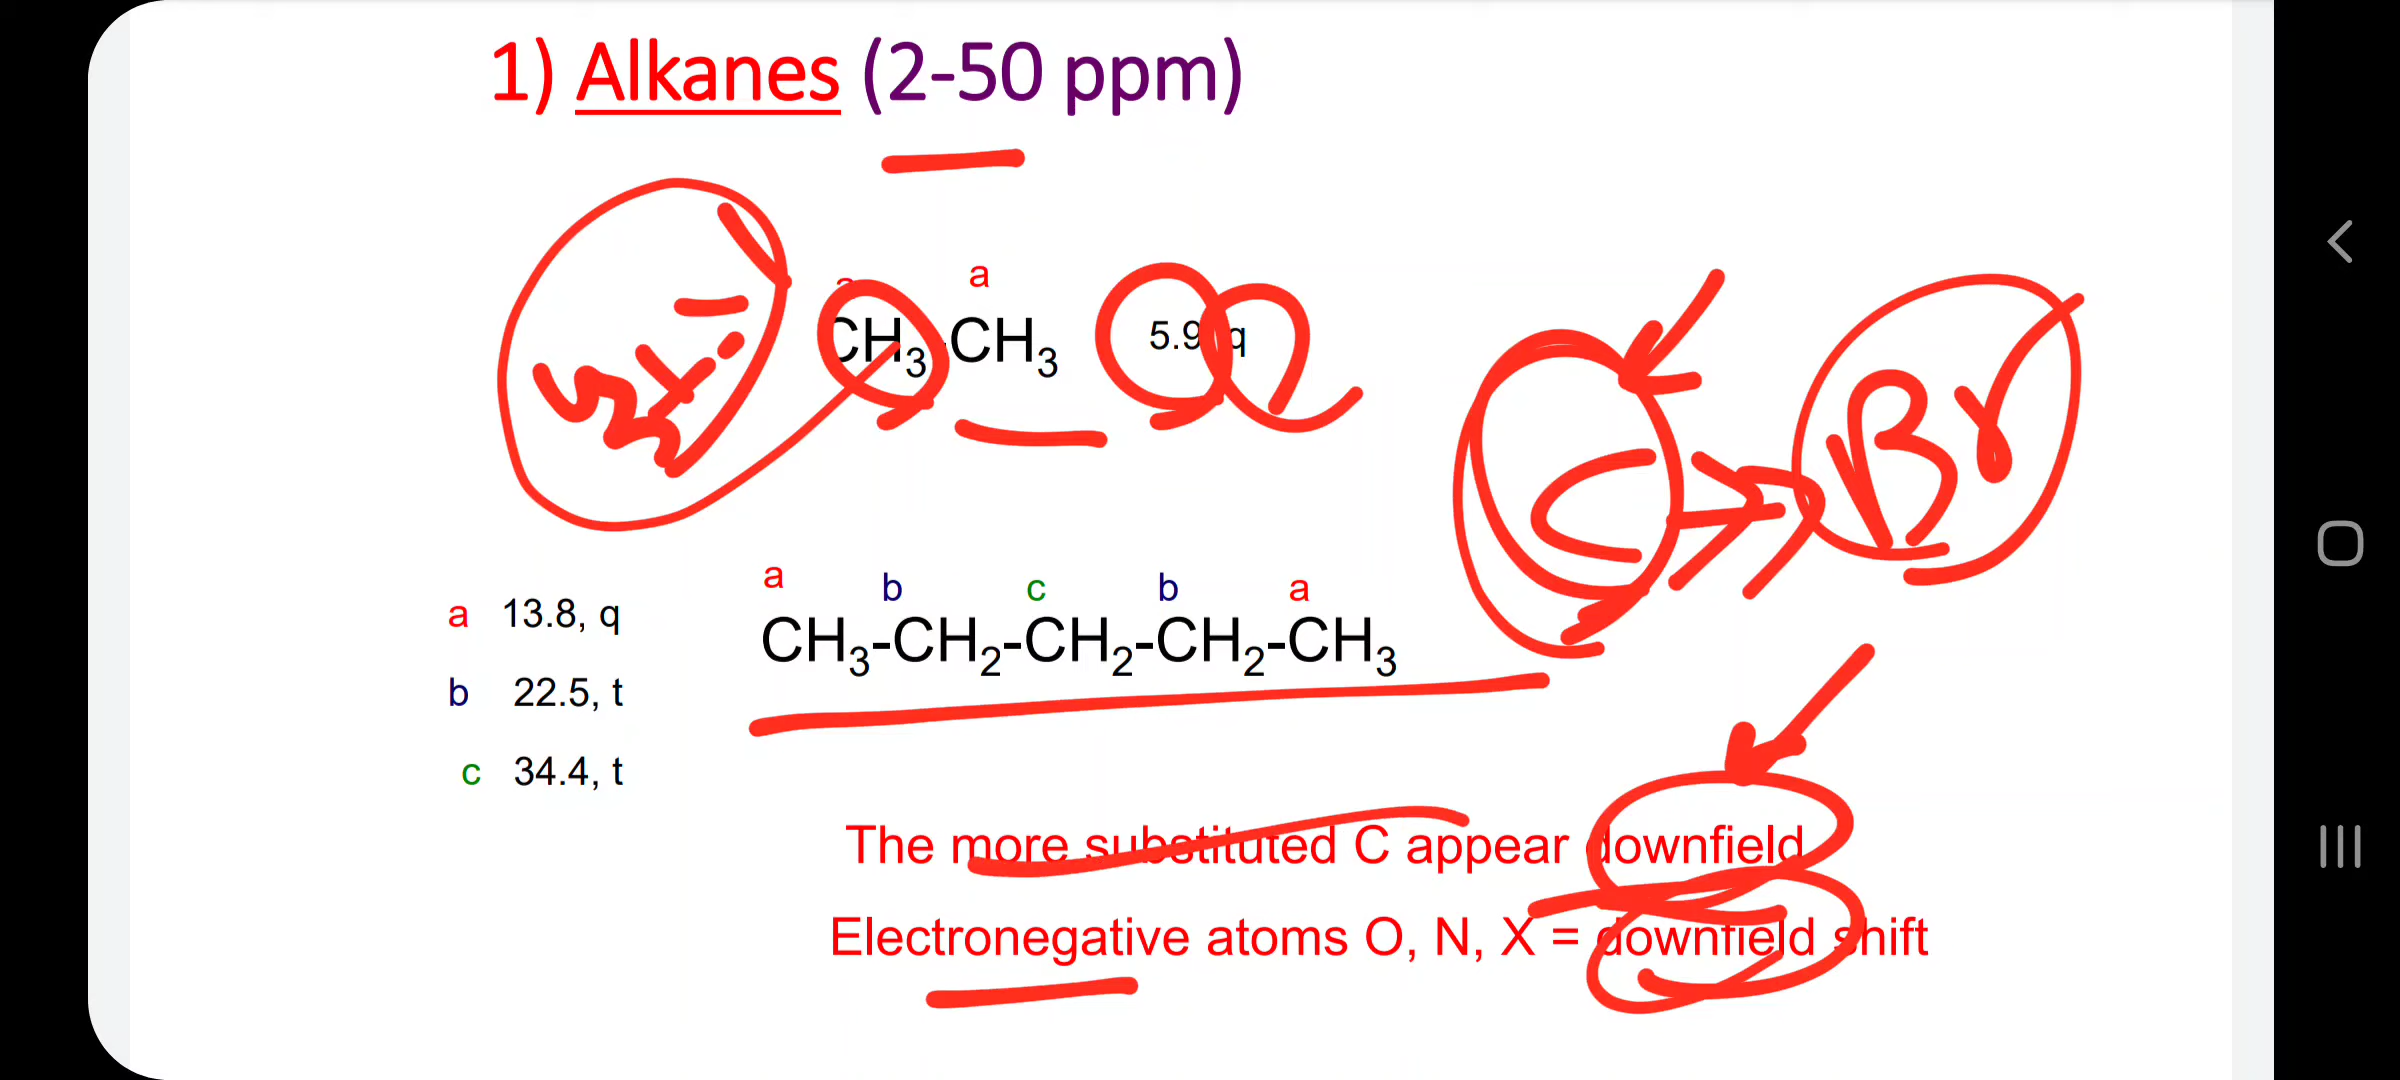 1) Alkanes (2-50 ppm)
a
CH3 CH3 5.9 q
C Br
a b c b a
CH3-CH2-CH2-CH2-CH3
a 13.8, q
b 22.5, t
c 34.4, t
The more substituted C appear downfield
Electronegative atoms O, N, X = downfield shift